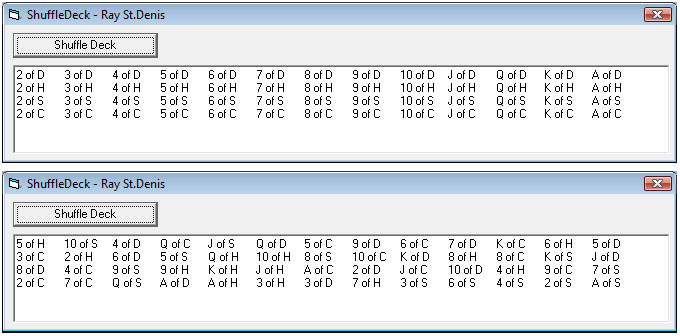 ShuffleDeck - Ray St.Denis
Shuffle Deck
2 of D 3 of D 4 of D 5 of D 6 of D 7 of D 8 of D 9 of D 10 of D J of D Q of D K of D A of D
2 of H 3 of H 4 of H 5 of H 6 of H 7 of H 8 of H 9 of H 10 of H J of H Q of H K of H A of H
2 of S 3 of S 4 of S 5 of S 6 of S 7 of S 8 of S 9 of S 10 of S J of S Q of S K of S A of S
2 of C 3 of C 4 of C 5 of C 6 of C 7 of C 8 of C 9 of C 10 of C J of C Q of C K of C A of C
ShuffleDeck - Ray St.Denis
Shuffle Deck
5 of H 10 of S 4 of D Q of C J of S Q of D 5 of C 9 of D 6 of C 7 of D K of C 6 of H 5 of D
3 of C 2 of H 6 of D 5 of S Q of H 10 of H 8 of S 10 of C K of D 8 of H 8 of C K of S J of D
8 of D 4 of C 9 of S 9 of H K of H J of H A of C 2 of D J of C 10 of D 4 of H 9 of C 7 of S
2 of C 7 of C Q of S A of D A of H 3 of H 3 of D 7 of H 3 of S 6 of S 4 of S 2 of S A of S